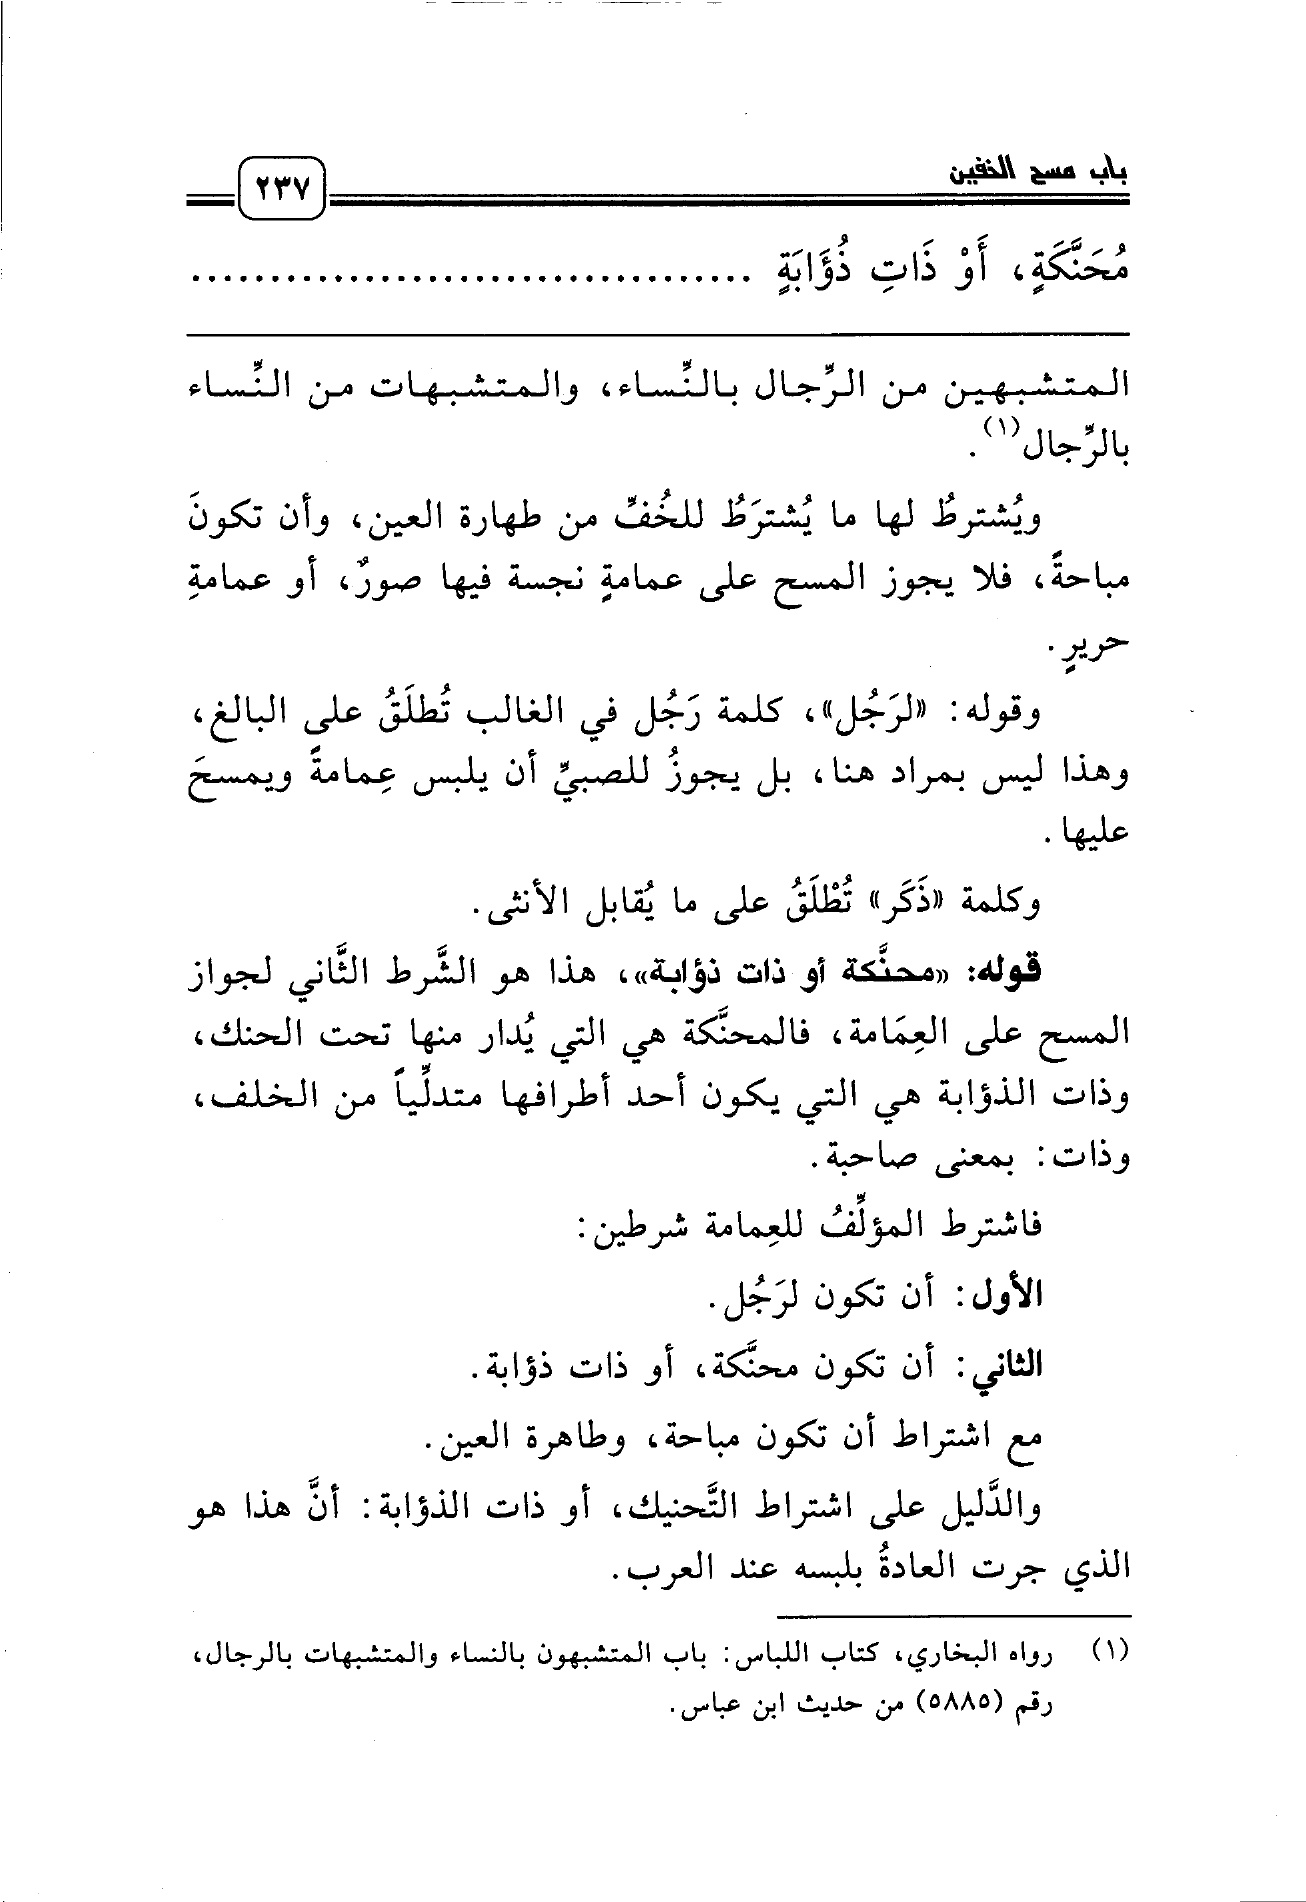 باب مسح الخفين
٢٣٧
مُحَنَّكَةٍ، أَوْ ذَاتِ ذُؤَابَةٍ ....................................
المتشبهين من الرِّجال بالنِّساء، والمتشبهات من النِّساء
بالرِّجال(١).
ويُشترطُ لها ما يُشترَطُ للخُفِّ من طهارة العين، وأن تكونَ
مباحةً، فلا يجوز المسح على عمامةٍ نجسة فيها صورٌ، أو عمامةِ
حريرٍ.
وقوله: «لرَجُل»، كلمة رَجُل في الغالب تُطلَقُ على البالغ،
وهذا ليس بمراد هنا، بل يجوزُ للصبيِّ أن يلبس عِمامةً ويمسحَ
عليها.
وكلمة «ذَكَر» تُطْلَقُ على ما يُقابل الأنثى.
قوله: «محنَّكة أو ذات ذؤابة»، هذا هو الشَّرط الثَّاني لجواز
المسح على العِمَامة، فالمحنَّكة هي التي يُدار منها تحت الحنك،
وذات الذؤابة هي التي يكون أحد أطرافها متدلِّياً من الخلف،
وذات: بمعنى صاحبة.
فاشترط المؤلِّفُ للعِمامة شرطين:
الأول: أن تكون لرَجُل.
الثاني: أن تكون محنَّكة، أو ذات ذؤابة.
مع اشتراط أن تكون مباحة، وطاهرة العين.
والدَّليل على اشتراط التَّحنيك، أو ذات الذؤابة: أنَّ هذا هو
الذي جرت العادةُ بلبسه عند العرب.
(١) رواه البخاري، كتاب اللباس: باب المتشبهون بالنساء والمتشبهات بالرجال،
رقم (٥٨٨٥) من حديث ابن عباس.